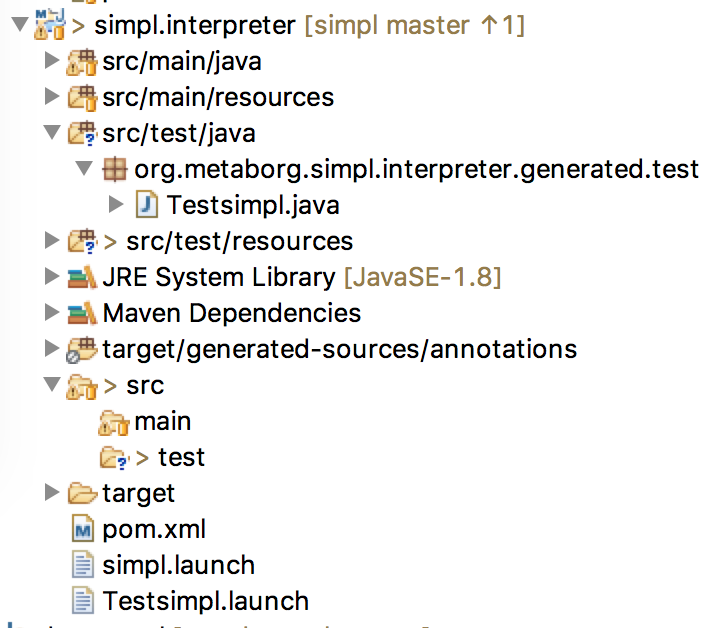 > simpl.interpreter [simpl master ↑1]
src/main/java
src/main/resources
src/test/java
org.metaborg.simpl.interpreter.generated.test
Testsimpl.java
> src/test/resources
JRE System Library [JavaSE-1.8]
Maven Dependencies
target/generated-sources/annotations
> src
main
> test
target
pom.xml
simpl.launch
Testsimpl.launch